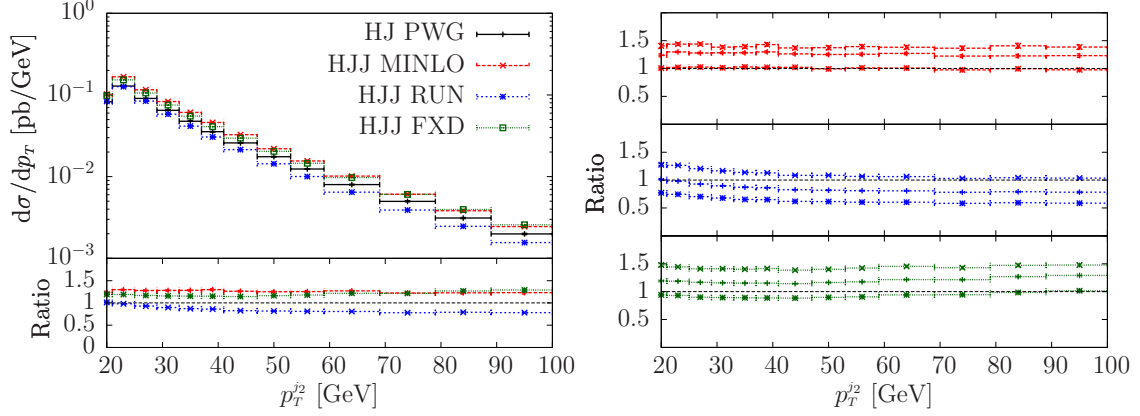 dσ/dp_T [pb/GeV]
10^0
10^−1
10^−2
10^−3
HJ PWG
HJJ MINLO
HJJ RUN
HJJ FXD
Ratio
1.5
1
0.5
0
20 30 40 50 60 70 80 90 100
p_T^{j_2} [GeV]
1.5
1
0.5
Ratio
1.5
1
0.5
1.5
1
0.5
20 30 40 50 60 70 80 90 100
p_T^{j_2} [GeV]